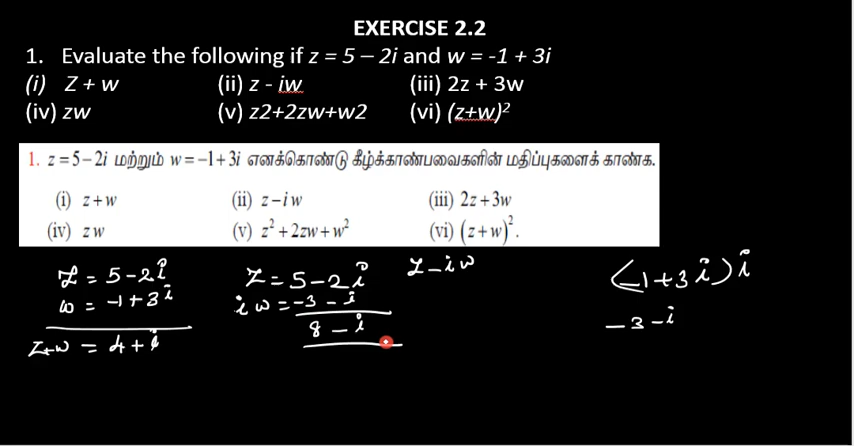 EXERCISE 2.2
1. Evaluate the following if z = 5 – 2i and w = -1 + 3i
(i) Z + w (ii) z - iw (iii) 2z + 3w
(iv) zw (v) z2+2zw+w2 (vi) (z+w)²
1. z = 5 – 2i மற்றும் w = –1 + 3i எனக்கொண்டு கீழ்க்காண்பவைகளின் மதிப்புகளைக் காண்க.
(i) z + w (ii) z – i w (iii) 2z + 3w
(iv) z w (v) z² + 2zw + w² (vi) (z + w)².
z = 5 - 2i z = 5 - 2i z - iw (-1 + 3i) i
w = -1 + 3i iw = -3 - i -3 - i
z+w = 4 + i 8 - i